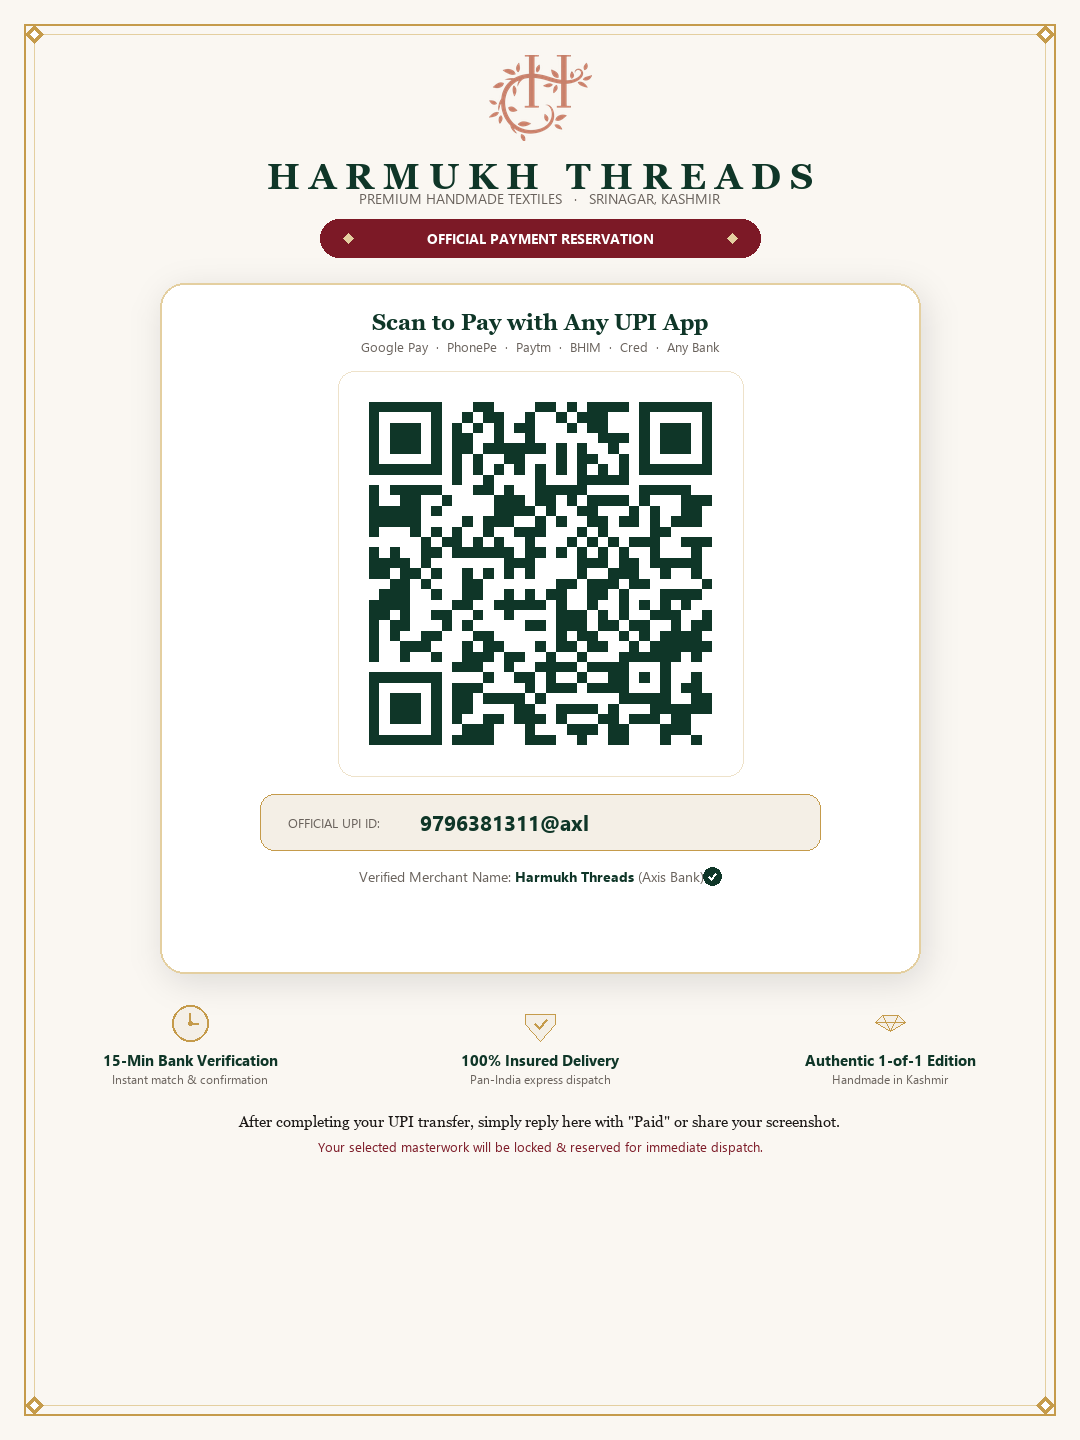 HARMUKH THREADS
PREMIUM HANDMADE TEXTILES · SRINAGAR, KASHMIR
OFFICIAL PAYMENT RESERVATION
Scan to Pay with Any UPI App
Google Pay · PhonePe · Paytm · BHIM · Cred · Any Bank
OFFICIAL UPI ID: 9796381311@axl
Verified Merchant Name: Harmukh Threads (Axis Bank)
15-Min Bank Verification
Instant match & confirmation
100% Insured Delivery
Pan-India express dispatch
Authentic 1-of-1 Edition
Handmade in Kashmir
After completing your UPI transfer, simply reply here with "Paid" or share your screenshot.
Your selected masterwork will be locked & reserved for immediate dispatch.